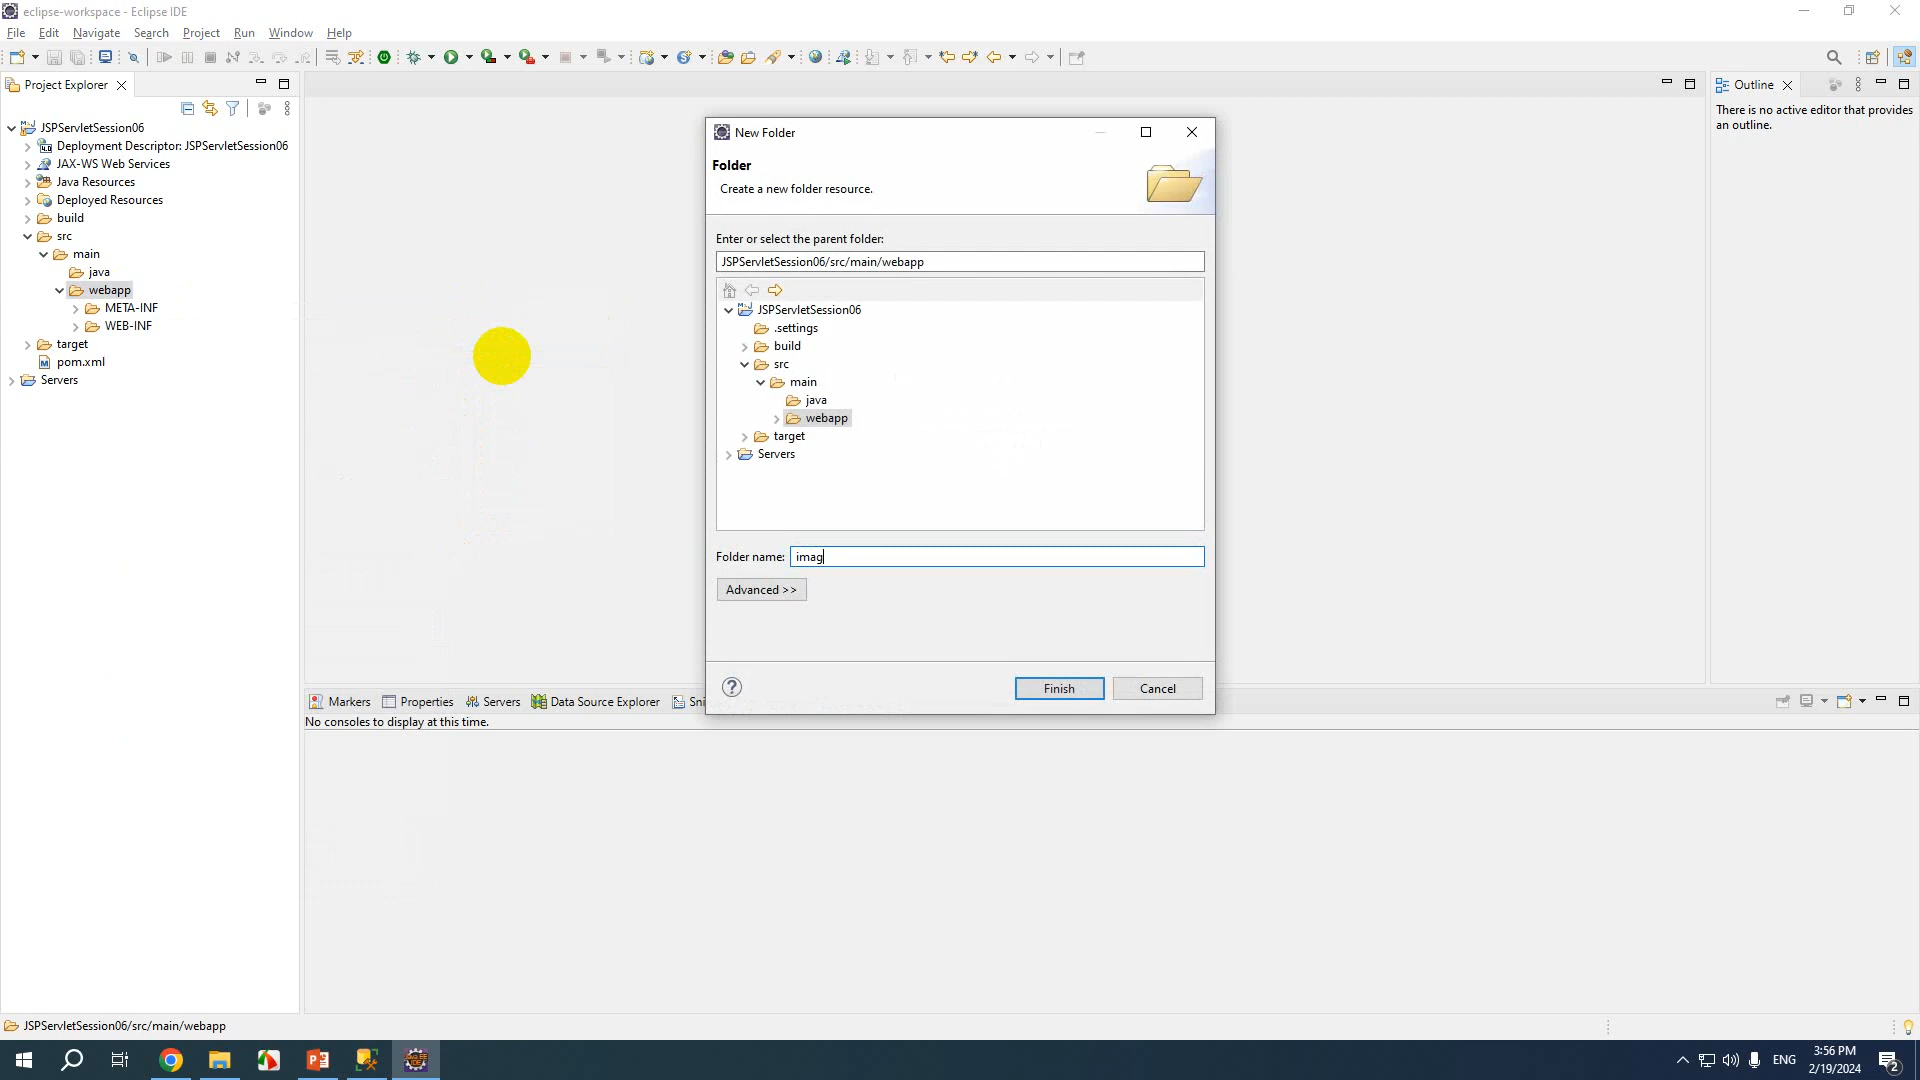 eclipse-workspace - Eclipse IDE
File Edit Navigate Search Project Run Window Help
Project Explorer
JSPServletSession06
Deployment Descriptor: JSPServletSession06
JAX-WS Web Services
Java Resources
Deployed Resources
build
src
main
java
webapp
META-INF
WEB-INF
target
pom.xml
Servers
New Folder
Folder
Create a new folder resource.
Enter or select the parent folder:
JSPServletSession06/src/main/webapp
JSPServletSession06
.settings
build
src
main
java
webapp
target
Servers
Folder name: imag
Advanced >>
Finish Cancel
Outline
There is no active editor that provides
an outline.
Markers Properties Servers Data Source Explorer Sni
No consoles to display at this time.
JSPServletSession06/src/main/webapp
ENG
3:56 PM
2/19/2024
2